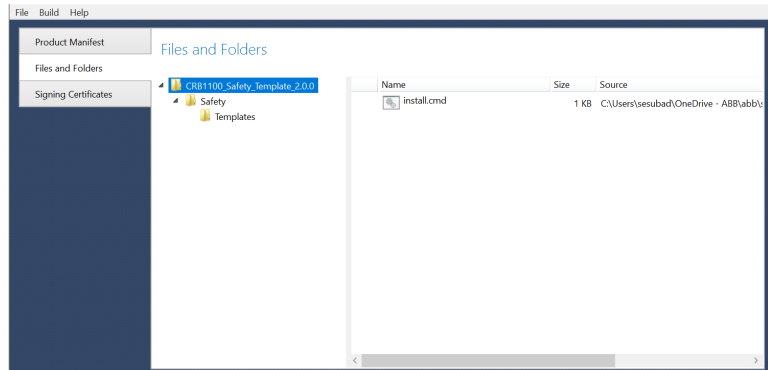 File Build Help
Product Manifest
Files and Folders
Signing Certificates
Files and Folders
CRB1100_Safety_Template_2.0.0
Safety
Templates
Name Size Source
install.cmd 1 KB C:\Users\sesubad\OneDrive - ABB\abb\